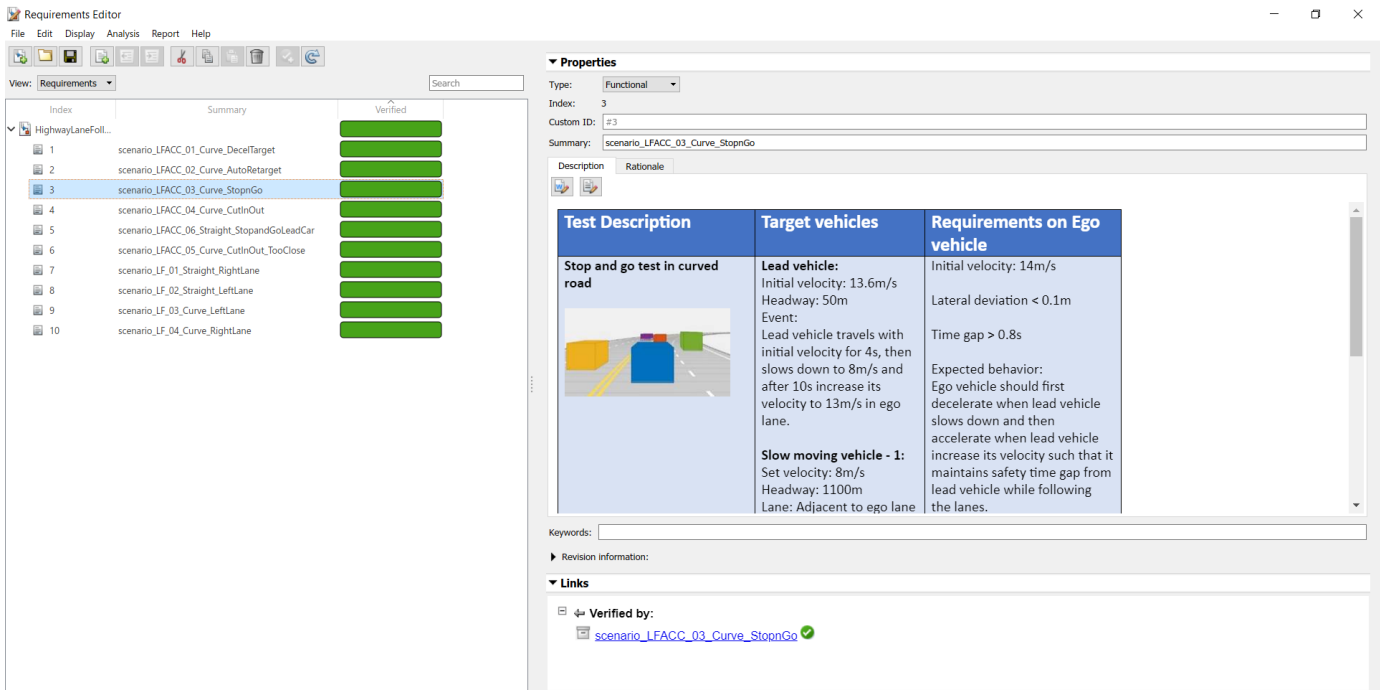 Requirements Editor
File Edit Display Analysis Report Help
View: Requirements
Search
Index Summary Verified
HighwayLaneFoll...
1 scenario_LFACC_01_Curve_DecelTarget
2 scenario_LFACC_02_Curve_AutoRetarget
3 scenario_LFACC_03_Curve_StopnGo
4 scenario_LFACC_04_Curve_CutInOut
5 scenario_LFACC_06_Straight_StopandGoLeadCar
6 scenario_LFACC_05_Curve_CutInOut_TooClose
7 scenario_LF_01_Straight_RightLane
8 scenario_LF_02_Straight_LeftLane
9 scenario_LF_03_Curve_LeftLane
10 scenario_LF_04_Curve_RightLane
Properties
Type: Functional
Index: 3
Custom ID: #3
Summary: scenario_LFACC_03_Curve_StopnGo
Description Rationale
Test Description
Stop and go test in curved
road
Target vehicles
Lead vehicle:
Initial velocity: 13.6m/s
Headway: 50m
Event:
Lead vehicle travels with
initial velocity for 4s, then
slows down to 8m/s and
after 10s increase its
velocity to 13m/s in ego
lane.
Slow moving vehicle - 1:
Set velocity: 8m/s
Headway: 1100m
Lane: Adjacent to ego lane
Requirements on Ego
vehicle
Initial velocity: 14m/s
Lateral deviation < 0.1m
Time gap > 0.8s
Expected behavior:
Ego vehicle should first
decelerate when lead vehicle
slows down and then
accelerate when lead vehicle
increase its velocity such that it
maintains safety time gap from
lead vehicle while following
the lanes.
Keywords:
Revision information:
Links
Verified by:
scenario_LFACC_03_Curve_StopnGo